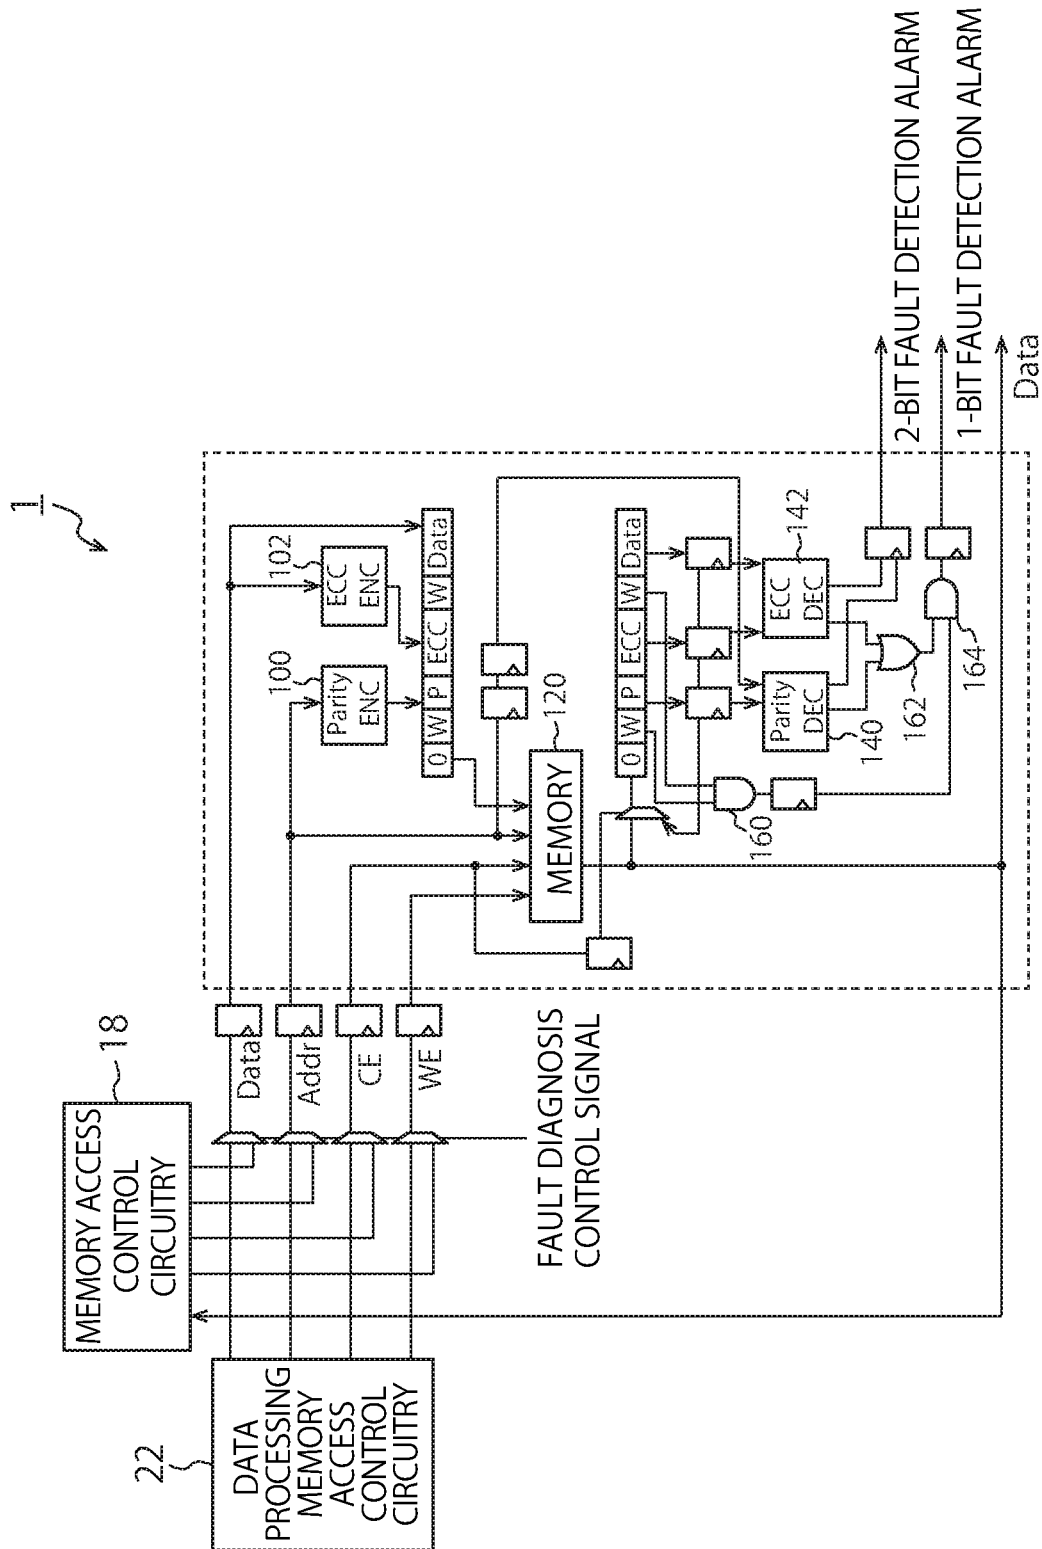 1
MEMORY ACCESS
CONTROL
CIRCUITRY
18
22
DATA
PROCESSING
MEMORY
ACCESS
CONTROL
CIRCUITRY
Data
Addr
CE
WE
FAULT DIAGNOSIS
CONTROL SIGNAL
100
Parity
ENC
102
ECC
ENC
0 W P ECC W Data
MEMORY
120
0 W P ECC W Data
160
Parity
DEC
140
ECC
DEC
142
162
164
2-BIT FAULT DETECTION ALARM
1-BIT FAULT DETECTION ALARM
Data